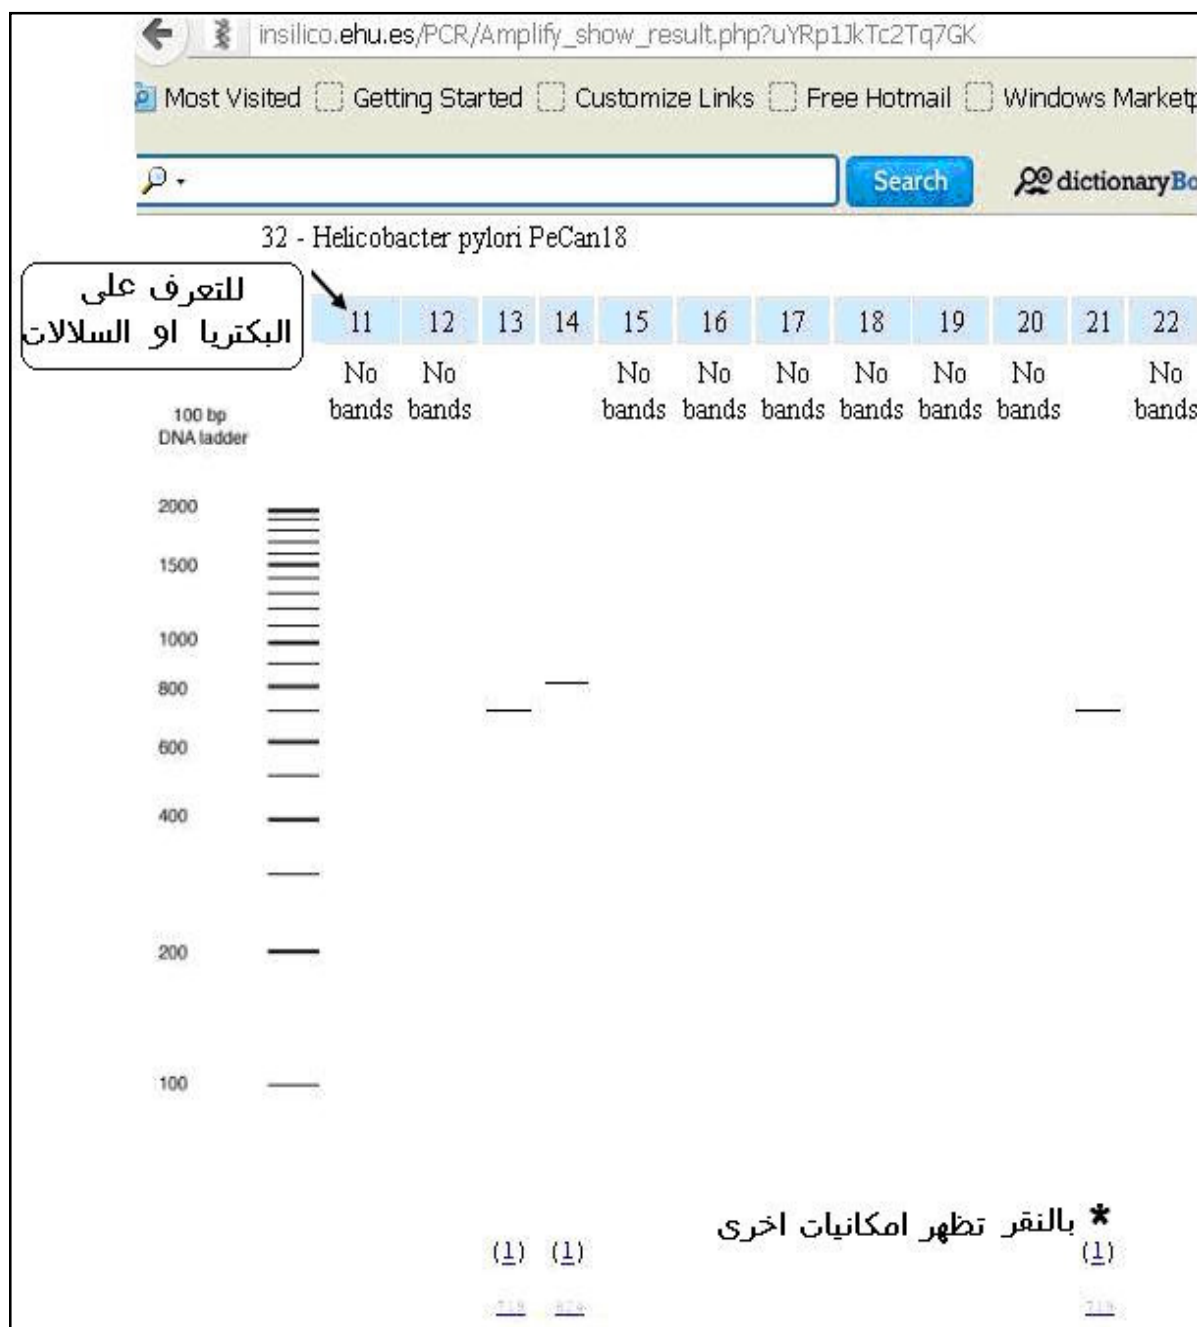 insilico.ehu.es/PCR/Amplify_show_result.php?uYRp1JkTc2Tq7GK
Most Visited Getting Started Customize Links Free Hotmail Windows Marketp
Search dictionaryBo
32 - Helicobacter pylori PeCan18
للتعرف على
البكتريا او السلالات
11 12 13 14 15 16 17 18 19 20 21 22
No No No No No No No No No
bands bands bands bands bands bands bands bands bands
100 bp
DNA ladder
2000
1500
1000
800
600
400
200
100
* بالنقر تظهر امكانيات اخرى
(1) (1) (1)